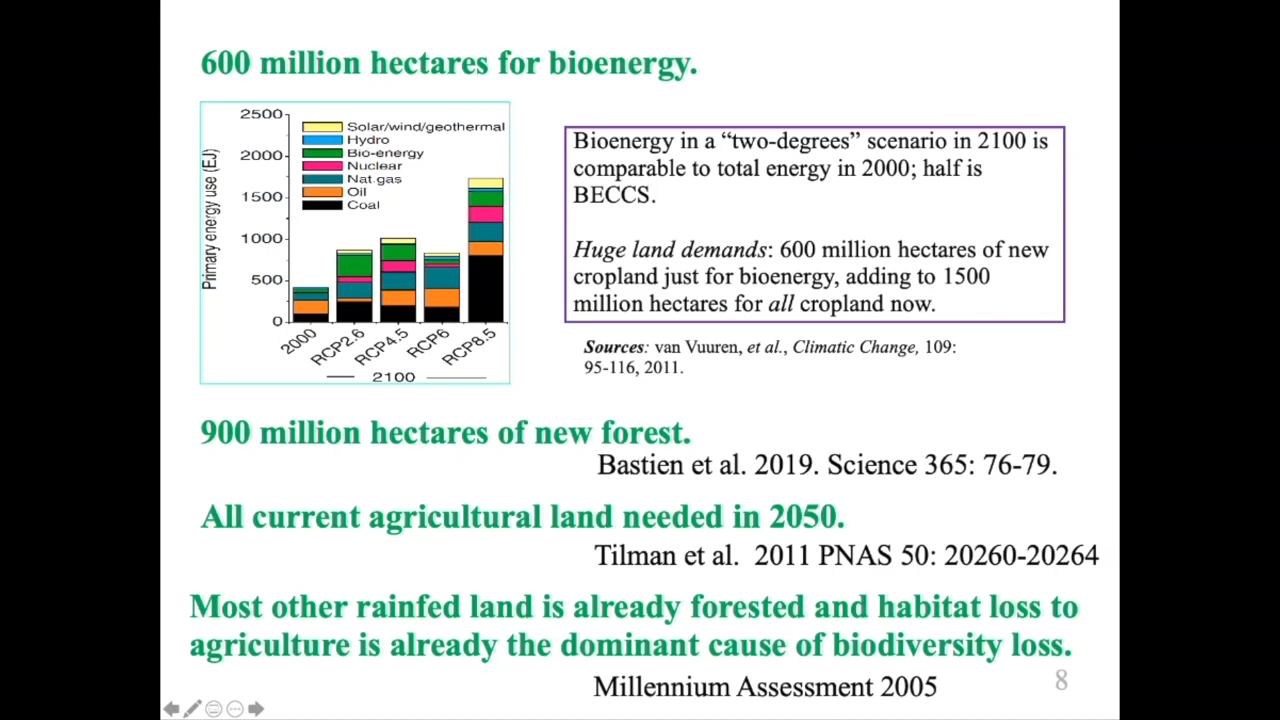 600 million hectares for bioenergy.
2500
2000
1500
1000
500
0
Primary energy use (EJ)
Solar/wind/geothermal
Hydro
Bio-energy
Nuclear
Nat.gas
Oil
Coal
2000
RCP2.6
RCP4.5
RCP6
RCP8.5
2100
Bioenergy in a “two-degrees” scenario in 2100 is
comparable to total energy in 2000; half is
BECCS.
Huge land demands: 600 million hectares of new
cropland just for bioenergy, adding to 1500
million hectares for all cropland now.
Sources: van Vuuren, et al., Climatic Change, 109:
95-116, 2011.
900 million hectares of new forest.
Bastien et al. 2019. Science 365: 76-79.
All current agricultural land needed in 2050.
Tilman et al. 2011 PNAS 50: 20260-20264
Most other rainfed land is already forested and habitat loss to
agriculture is already the dominant cause of biodiversity loss.
Millennium Assessment 2005
8